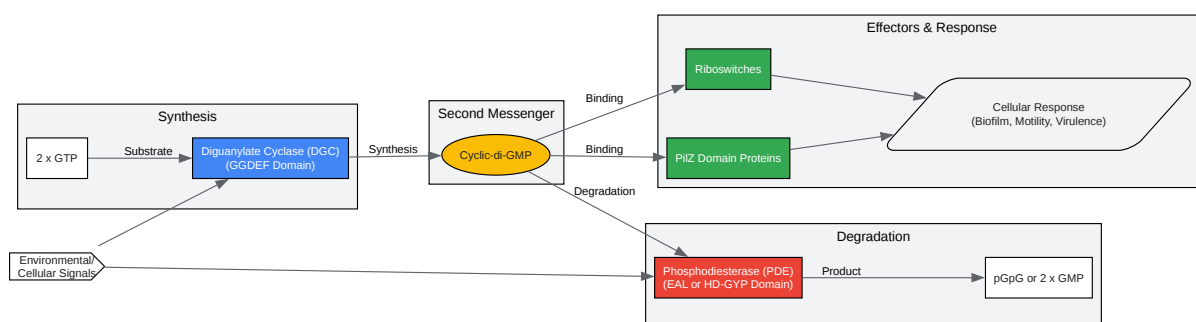 Effectors & Response
Riboswitches
Binding
Cellular Response
(Biofilm, Motility, Virulence)
Synthesis
Second Messenger
2 x GTP
Substrate
Diguanylate Cyclase (DGC)
(GGDEF Domain)
Synthesis
Cyclic-di-GMP
Binding
PilZ Domain Proteins
Degradation
Degradation
Environmental/
Cellular Signals
Phosphodiesterase (PDE)
(EAL or HD-GYP Domain)
Product
pGpG or 2 x GMP